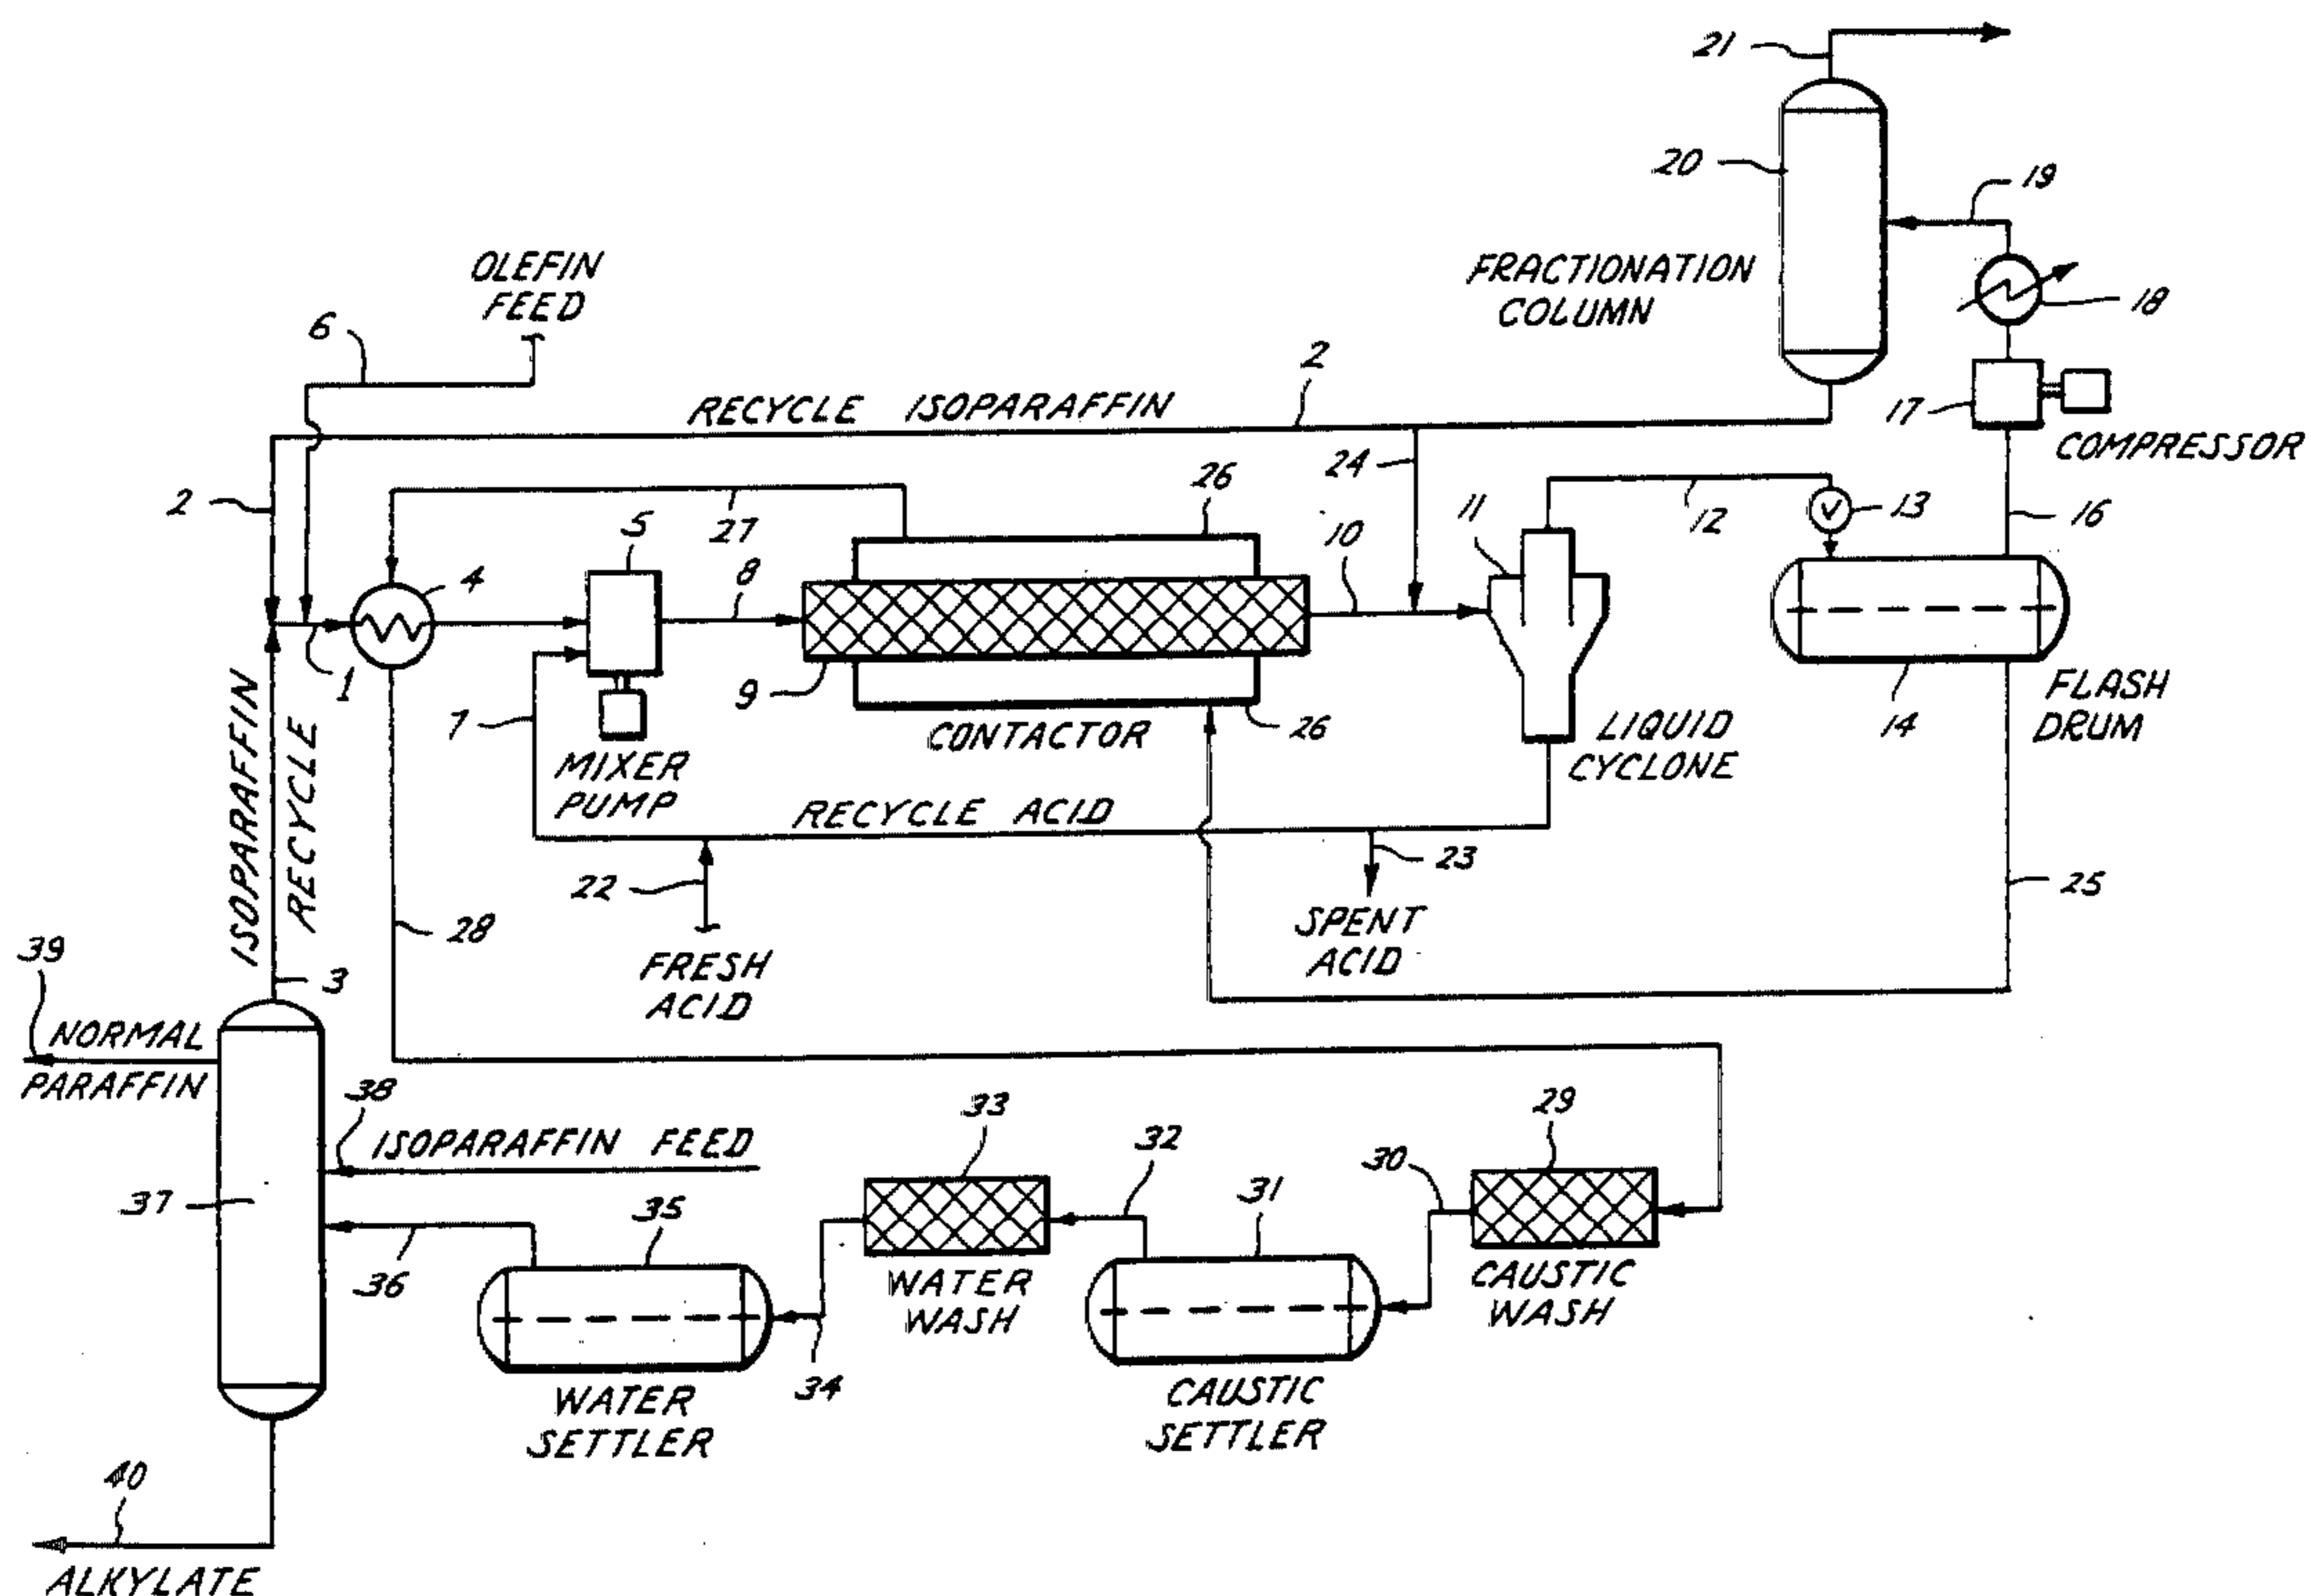 21
20
19
OLEFIN
FEED
FRACTIONATION
COLUMN
18
6
2
RECYCLE ISOPARAFFIN
17
COMPRESSOR
24
26
2
27
5
11
12
13
16
10
4
8
1
9
7
CONTACTOR
26
LIQUID
CYCLONE
14
FLASH
DRUM
MIXER
PUMP
ISOPARAFFIN
RECYCLE
RECYCLE ACID
23
22
25
SPENT
ACID
28
FRESH
ACID
39
3
NORMAL
PARAFFIN
38
33
29
ISOPARAFFIN FEED
32
30
37
35
31
36
WATER
WASH
CAUSTIC
WASH
34
WATER
SETTLER
CAUSTIC
SETTLER
40
ALKYLATE